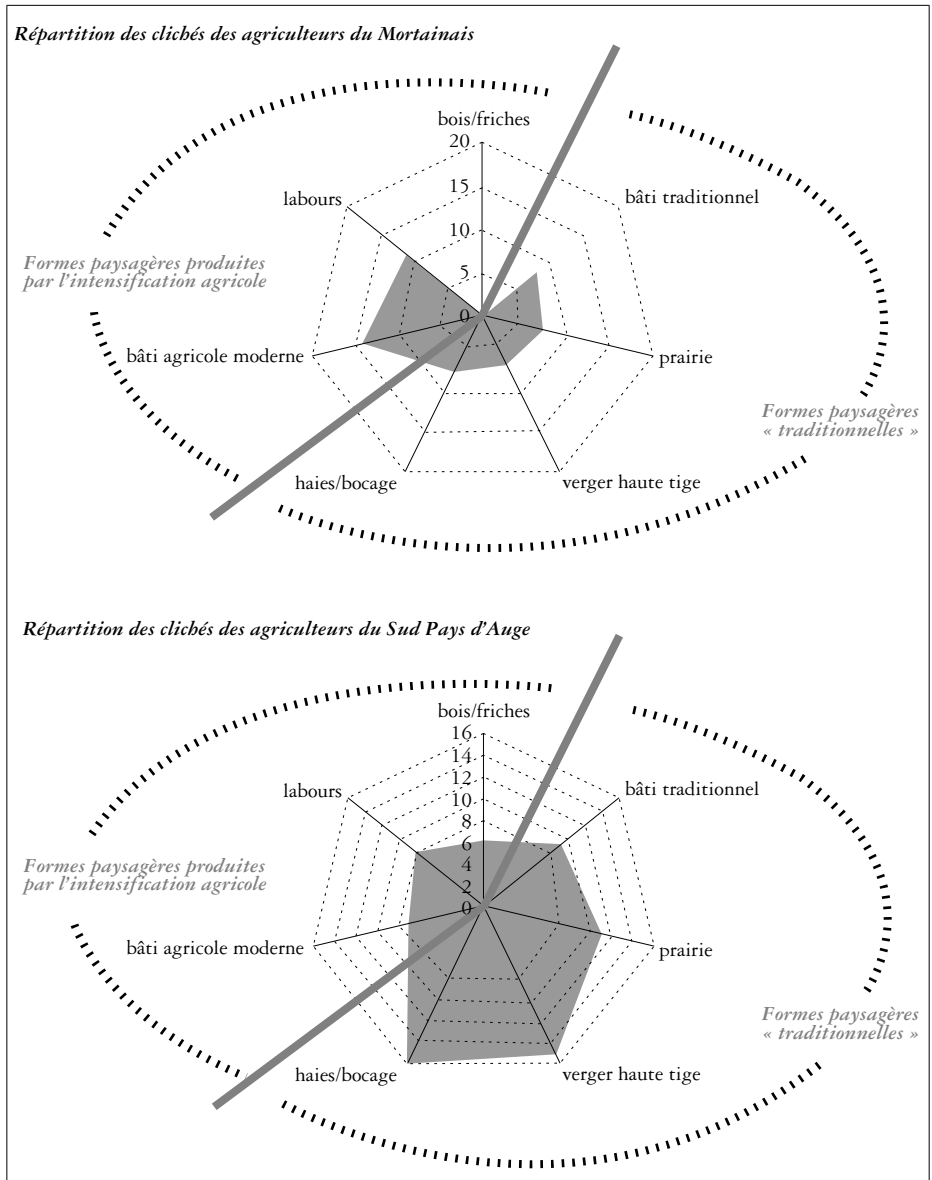 Répartition des clichés des agriculteurs du Mortainais
bois/friches
20
15
10
5
0
labours
bâti traditionnel
Formes paysagères produites
par l'intensification agricole
bâti agricole moderne
prairie
Formes paysagères
« traditionnelles »
haies/bocage
verger haute tige
Répartition des clichés des agriculteurs du Sud Pays d'Auge
bois/friches
16
14
12
10
8
6
4
2
0
labours
bâti traditionnel
Formes paysagères produites
par l'intensification agricole
bâti agricole moderne
prairie
Formes paysagères
« traditionnelles »
haies/bocage
verger haute tige